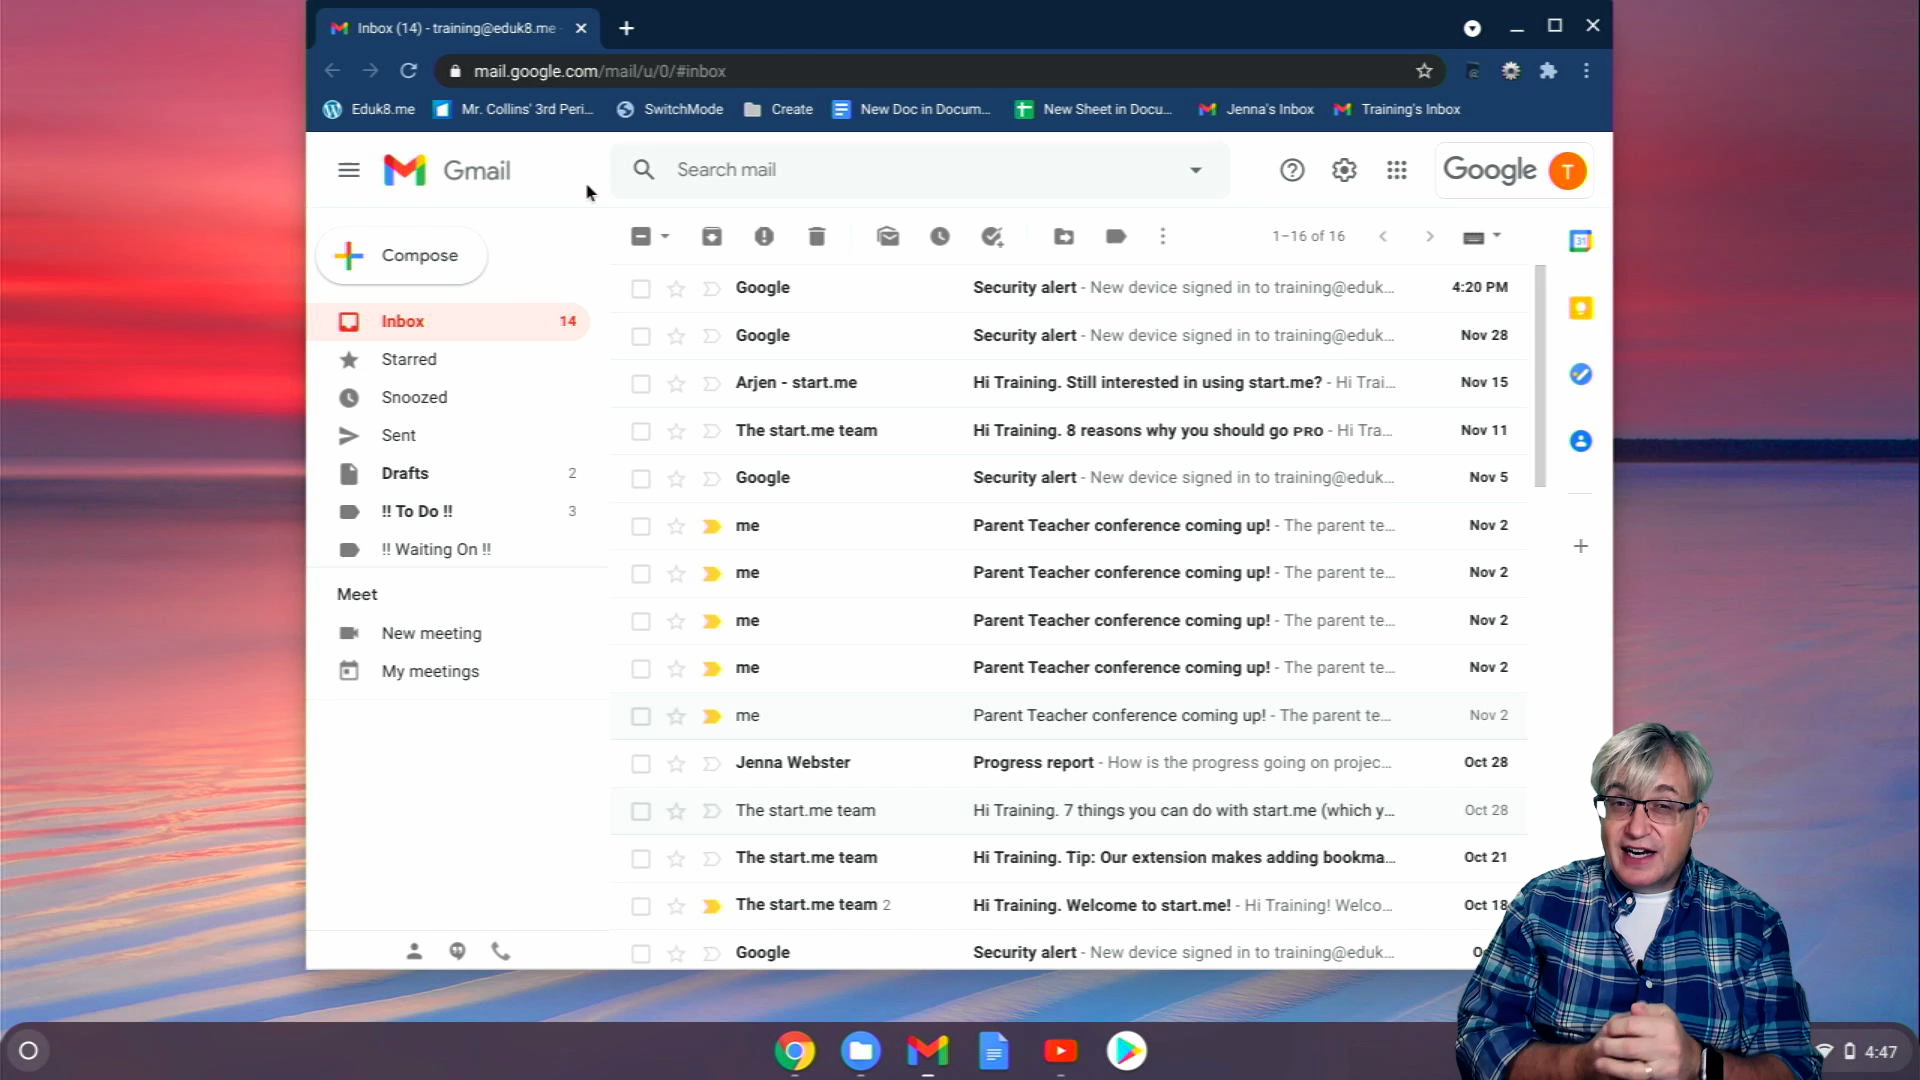 Inbox (14) - training@eduk8.me -
mail.google.com/mail/u/0/#inbox
Eduk8.me
Mr. Collins' 3rd Peri...
SwitchMode
Create
New Doc in Docum...
New Sheet in Docu...
Jenna's Inbox
Training's Inbox
Gmail
Search mail
Google
T
Compose
1–16 of 16
31
Inbox 14
Starred
Snoozed
Sent
Drafts 2
!! To Do !! 3
!! Waiting On !!
Meet
New meeting
My meetings
Google Security alert - New device signed in to training@eduk... 4:20 PM
Google Security alert - New device signed in to training@eduk... Nov 28
Arjen - start.me Hi Training. Still interested in using start.me? - Hi Trai... Nov 15
The start.me team Hi Training. 8 reasons why you should go PRO - Hi Tra... Nov 11
Google Security alert - New device signed in to training@eduk... Nov 5
me Parent Teacher conference coming up! - The parent te... Nov 2
me Parent Teacher conference coming up! - The parent te... Nov 2
me Parent Teacher conference coming up! - The parent te... Nov 2
me Parent Teacher conference coming up! - The parent te... Nov 2
me Parent Teacher conference coming up! - The parent te... Nov 2
Jenna Webster Progress report - How is the progress going on projec... Oct 28
The start.me team Hi Training. 7 things you can do with start.me (which y... Oct 28
The start.me team Hi Training. Tip: Our extension makes adding bookma... Oct 21
The start.me team 2 Hi Training. Welcome to start.me! - Hi Training! Welco... Oct 18
Google Security alert - New device signed in to training@eduk...
4:47